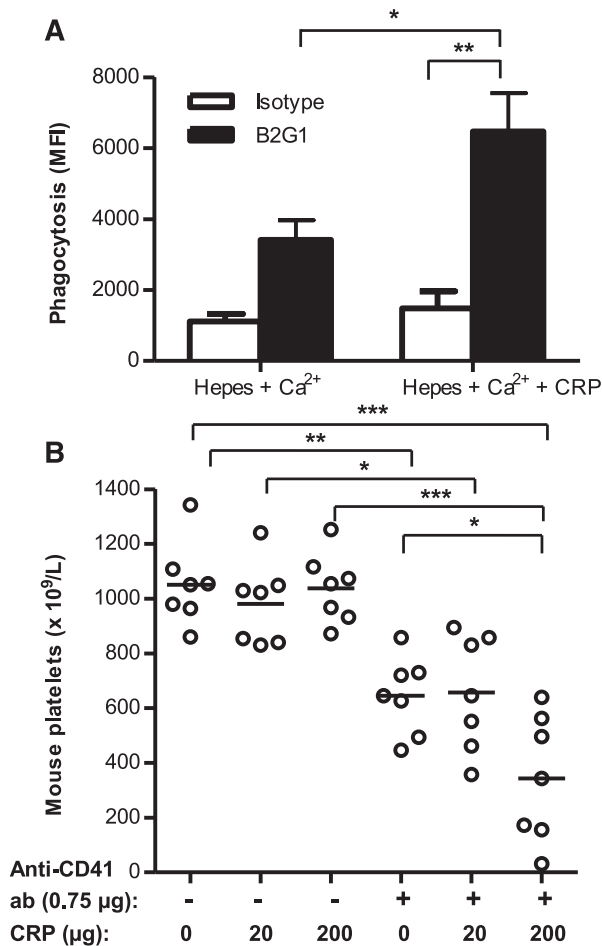 A
*
**
8000
Isotype
B2G1
6000
4000
2000
0
Phagocytosis (MFI)
Hepes + Ca2+
Hepes + Ca2+ + CRP
B
***
**
*
***
*
1400
1200
1000
800
600
400
200
0
Mouse platelets (x 10⁹/L)
Anti-CD41
ab (0.75 µg): - - - + + +
CRP (µg): 0 20 200 0 20 200